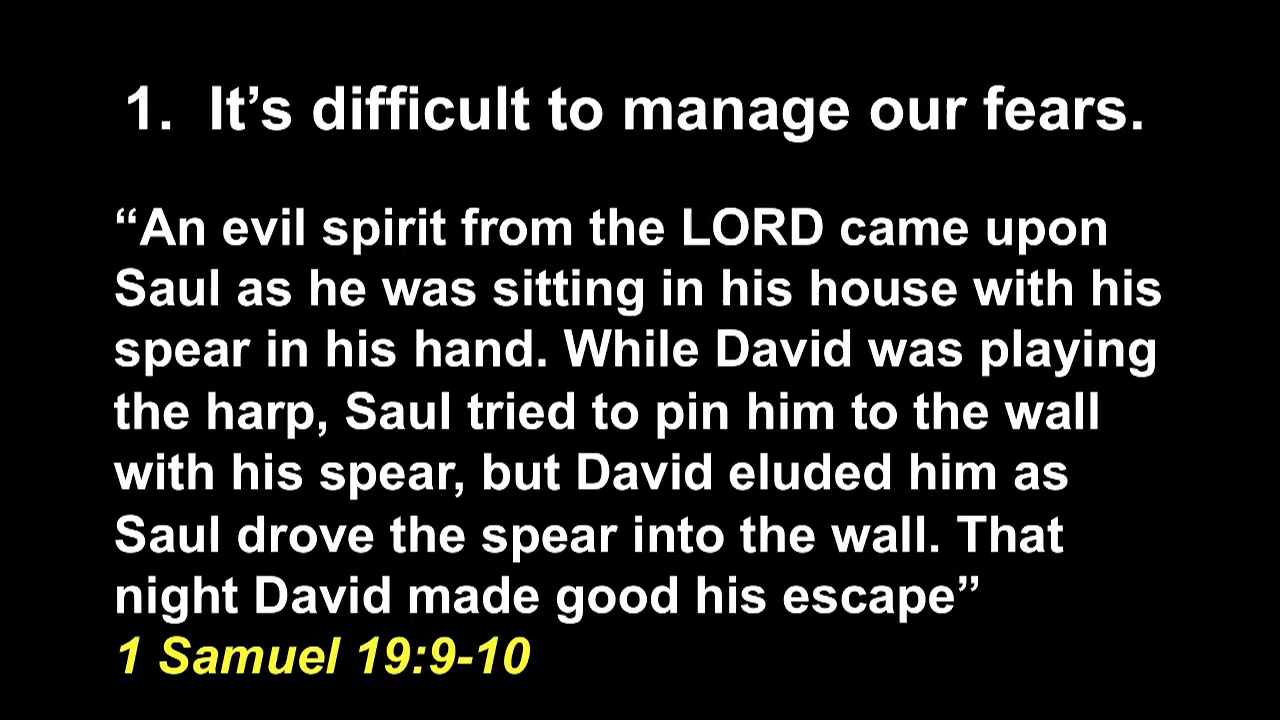 1. It’s difficult to manage our fears.
“An evil spirit from the LORD came upon
Saul as he was sitting in his house with his
spear in his hand. While David was playing
the harp, Saul tried to pin him to the wall
with his spear, but David eluded him as
Saul drove the spear into the wall. That
night David made good his escape”
1 Samuel 19:9-10